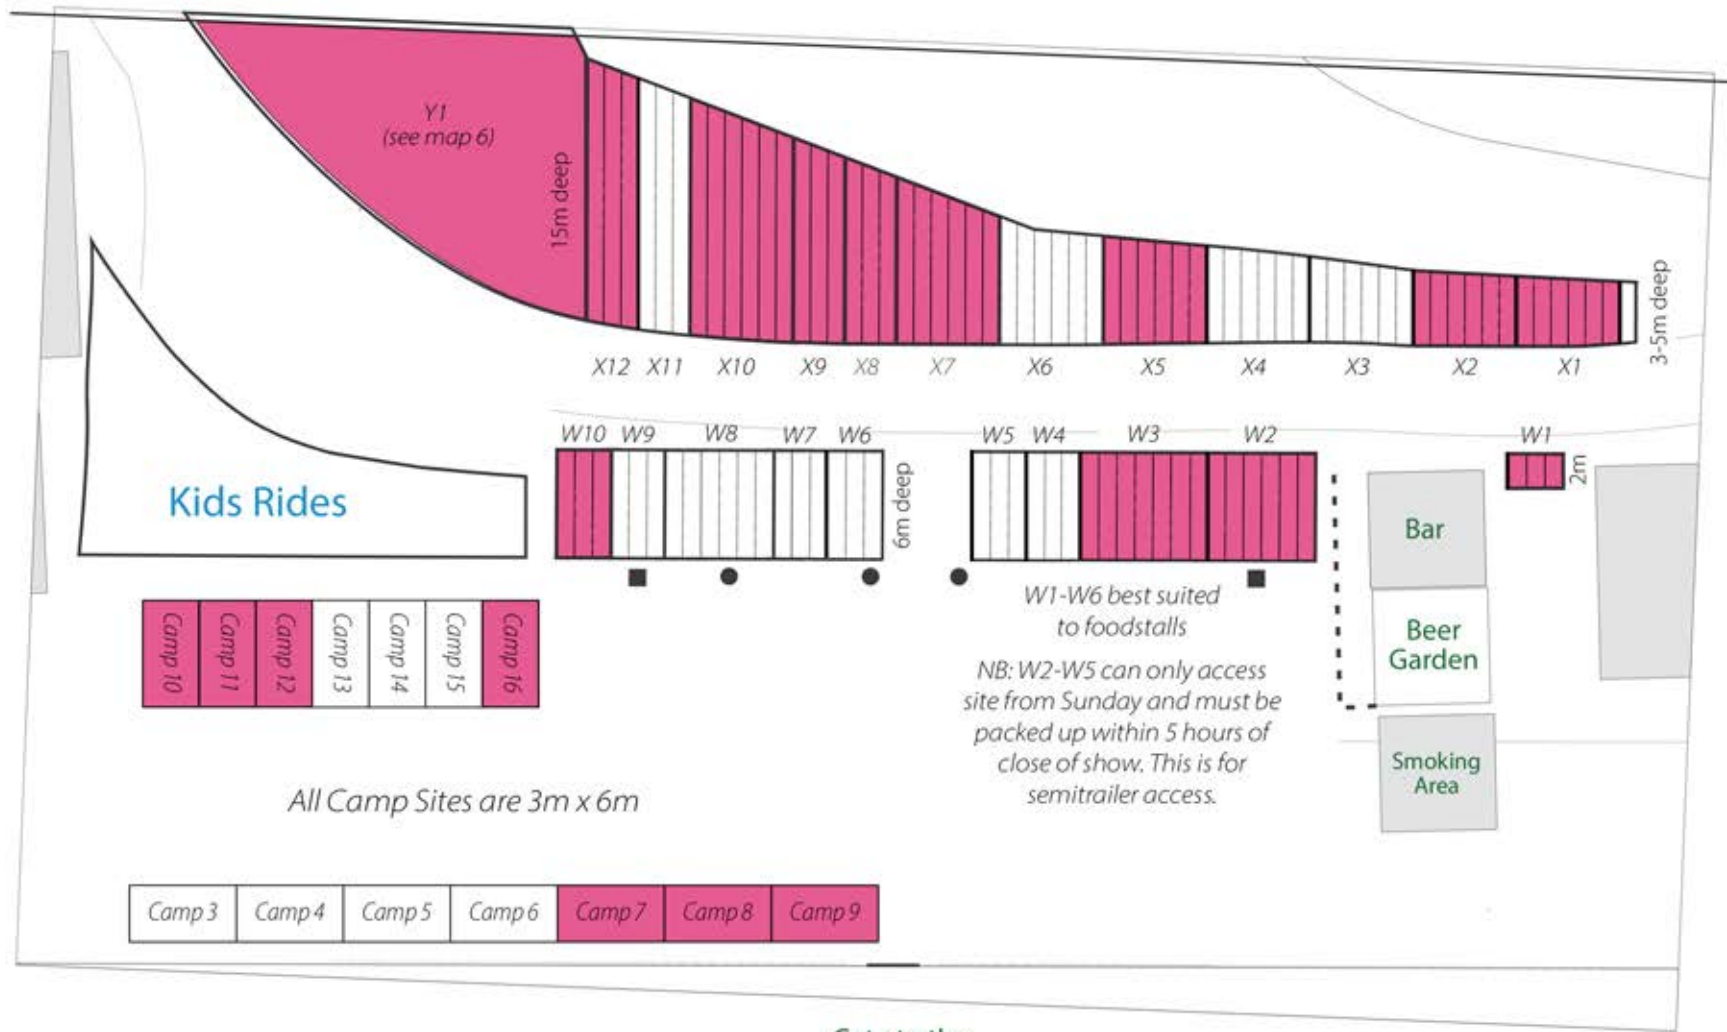 Y1
(see map 6)
15m deep
3-5m deep
X12 X11 X10 X9 X8 X7 X6 X5 X4 X3 X2 X1
W10 W9 W8 W7 W6 W5 W4 W3 W2 W1
6m deep
2m
Kids Rides
Bar
Beer
Garden
Smoking
Area
W1-W6 best suited
to foodstalls
NB: W2-W5 can only access
site from Sunday and must be
packed up within 5 hours of
close of show. This is for
semitrailer access.
Camp 10
Camp 11
Camp 12
Camp 13
Camp 14
Camp 15
Camp 16
All Camp Sites are 3m x 6m
Camp 3 Camp 4 Camp 5 Camp 6 Camp 7 Camp 8 Camp 9